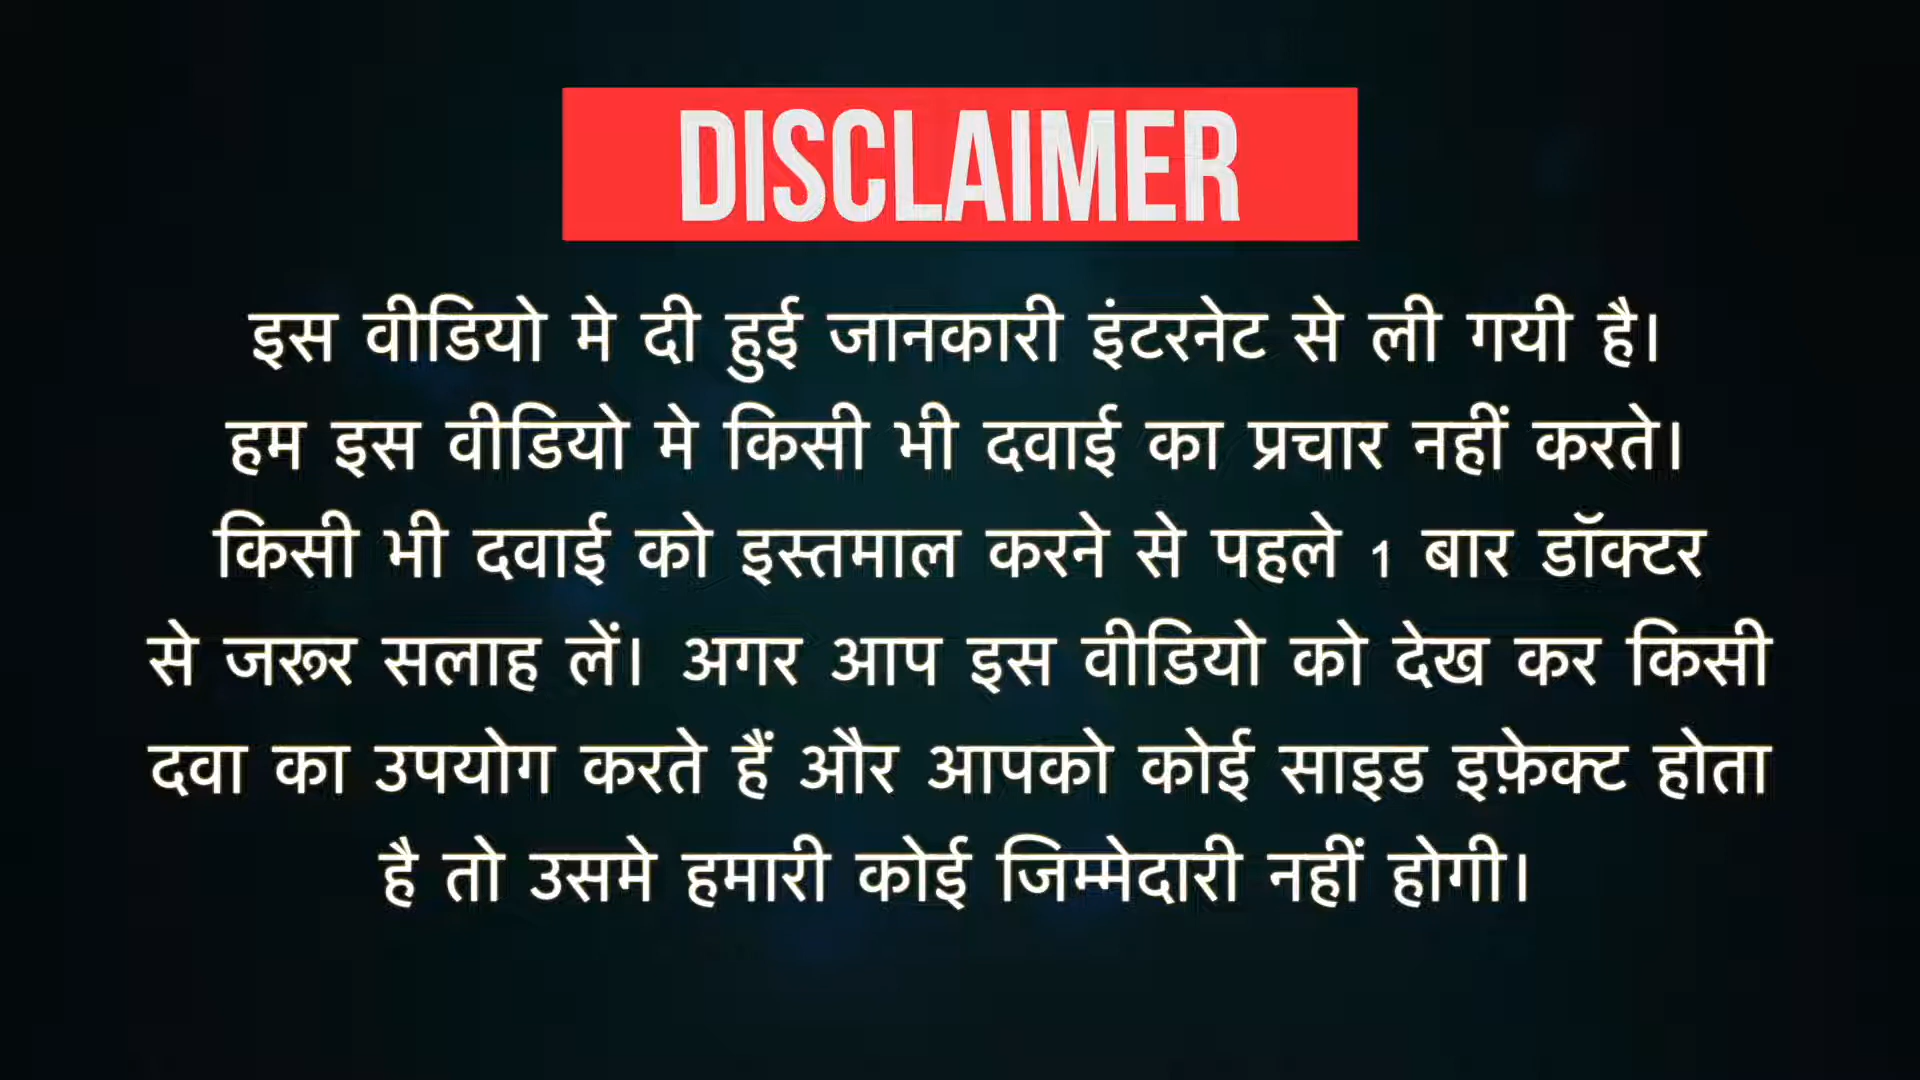 DISCLAIMER
इस वीडियो मे दी हुई जानकारी इंटरनेट से ली गयी है।
हम इस वीडियो मे किसी भी दवाई का प्रचार नहीं करते।
किसी भी दवाई को इस्तमाल करने से पहले 1 बार डॉक्टर
से जरूर सलाह लें। अगर आप इस वीडियो को देख कर किसी
दवा का उपयोग करते हैं और आपको कोई साइड इफ़ेक्ट होता
है तो उसमे हमारी कोई जिम्मेदारी नहीं होगी।